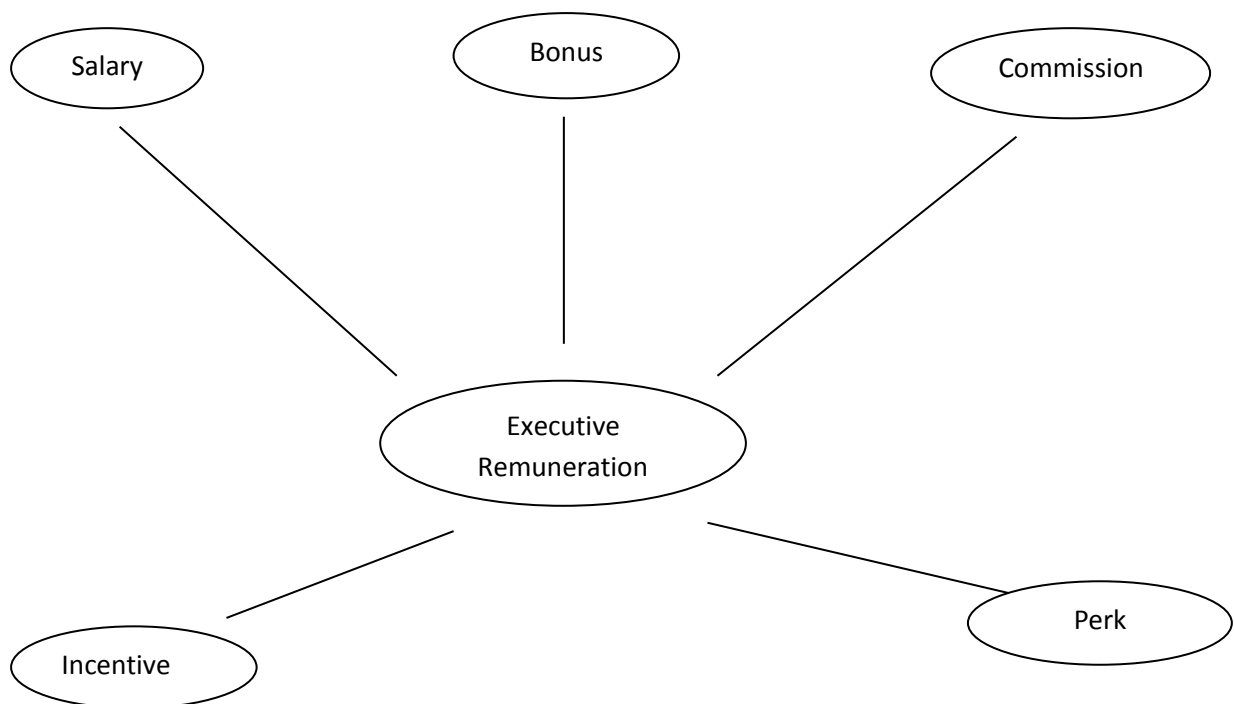 Salary
Bonus
Commission
Executive
Remuneration
Incentive
Perk